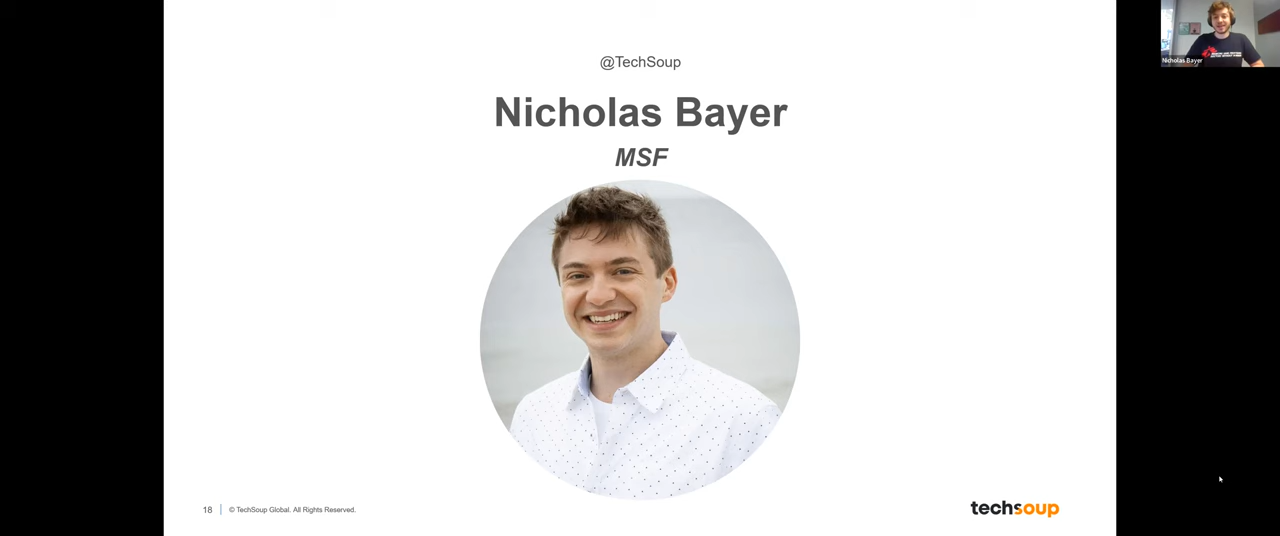 @TechSoup
Nicholas Bayer
MSF
18
© TechSoup Global. All Rights Reserved.
techsoup
Nicholas Bayer